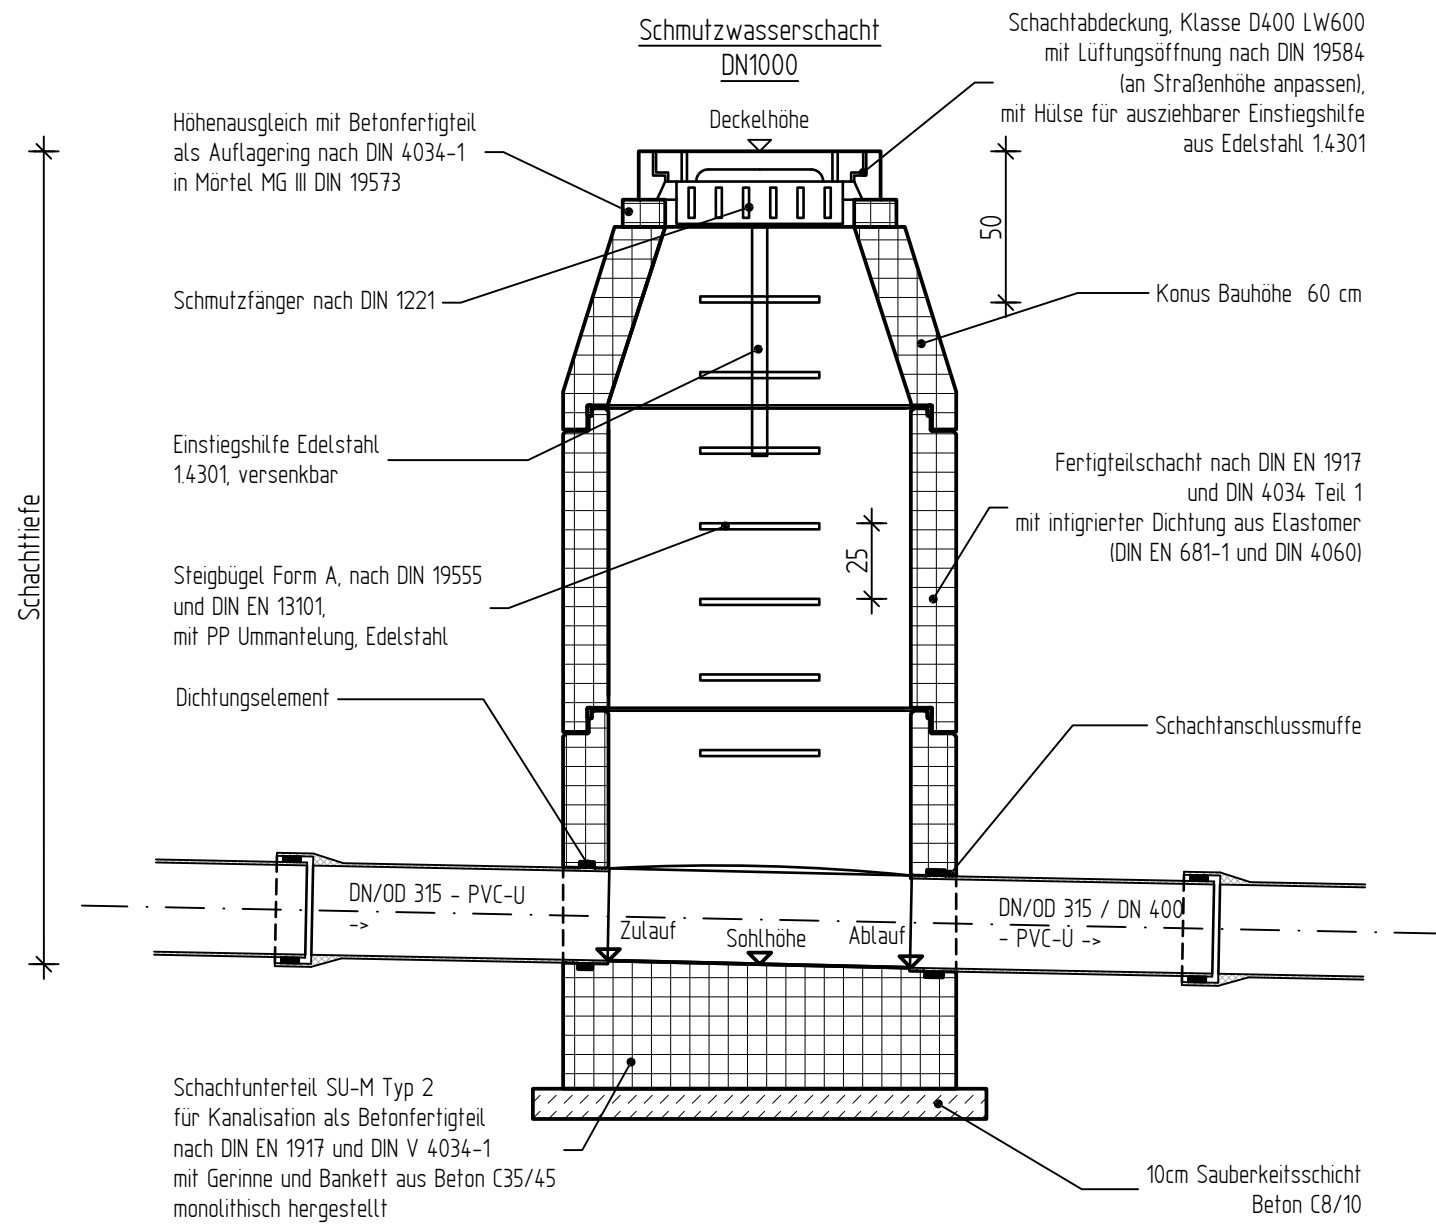 Schmutzwasserschacht
DN1000
Schachtabdeckung, Klasse D400 LW600
mit Lüftungsöffnung nach DIN 19584
(an Straßenhöhe anpassen),
mit Hülse für ausziehbarer Einstiegshilfe
aus Edelstahl 1.4301
Deckelhöhe
Höhenausgleich mit Betonfertigteil
als Auflagering nach DIN 4034-1
in Mörtel MG III DIN 19573
50
Schmutzfänger nach DIN 1221
Konus Bauhöhe 60 cm
Einstiegshilfe Edelstahl
1.4301, versenkbar
Fertigteilschacht nach DIN EN 1917
und DIN 4034 Teil 1
mit intigrierter Dichtung aus Elastomer
(DIN EN 681-1 und DIN 4060)
Schachttiefe
25
Steigbügel Form A, nach DIN 19555
und DIN EN 13101,
mit PP Ummantelung, Edelstahl
Dichtungselement
Schachtanschlussmuffe
DN/OD 315 - PVC-U
->
Zulauf
Sohlhöhe
Ablauf
DN/OD 315 / DN 400
- PVC-U ->
Schachtunterteil SU-M Typ 2
für Kanalisation als Betonfertigteil
nach DIN EN 1917 und DIN V 4034-1
mit Gerinne und Bankett aus Beton C35/45
monolithisch hergestellt
10cm Sauberkeitsschicht
Beton C8/10